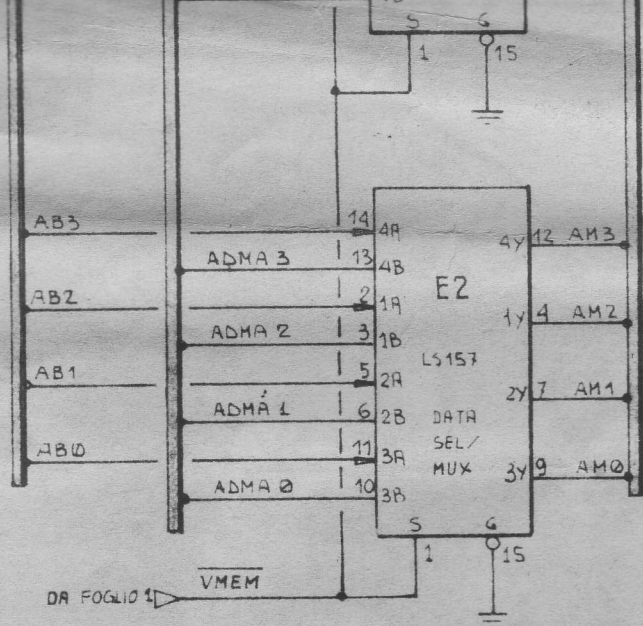 S G
1 15
AB3 14 4A 4Y 12 AM3
ADMA 3 13 4B
E2
AB2 2 1A 1Y 4 AM2
ADMA 2 3 1B
LS157
AB1 5 2A 2Y 7 AM1
ADMA 1 6 2B DATA
SEL/
AB0 11 3A MUX 3Y 9 AM0
ADMA 0 10 3B
S G
1 15
VMEM
DA FOGLIO 1